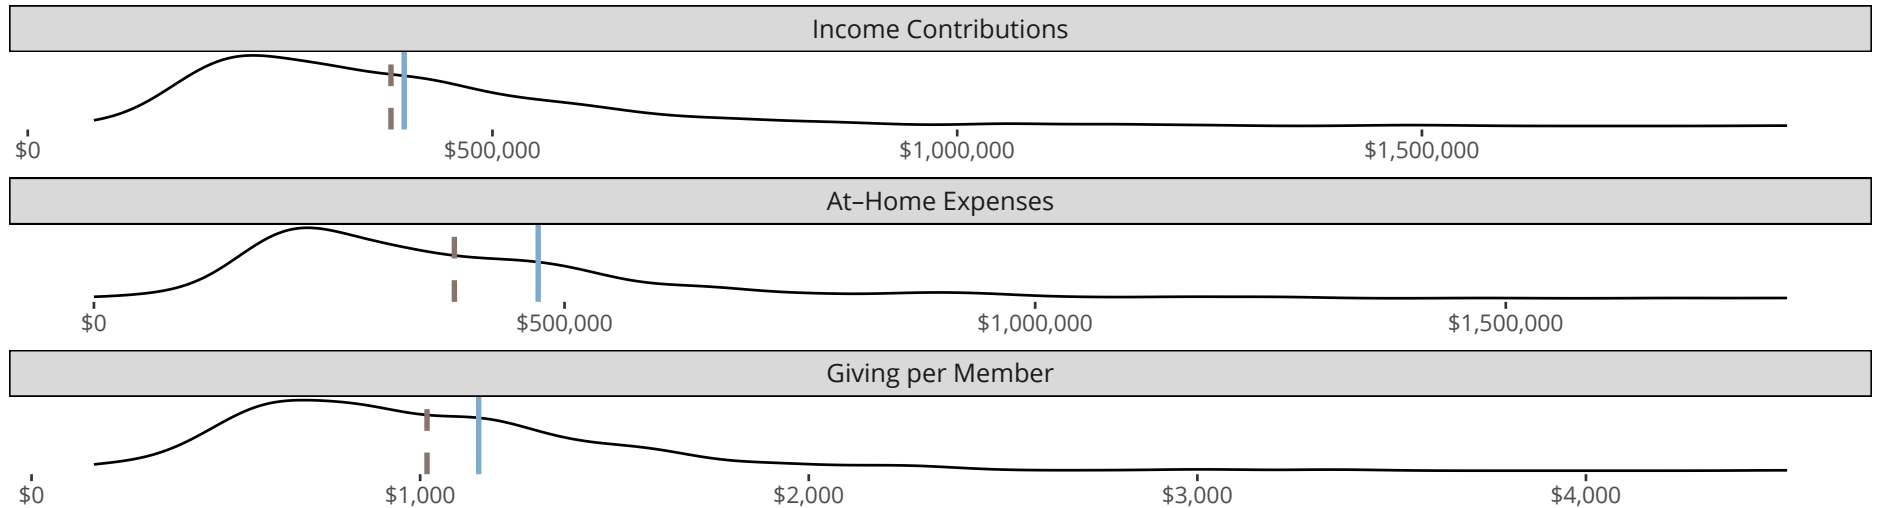 Income Contributions
$0 $500,000 $1,000,000 $1,500,000
At–Home Expenses
$0 $500,000 $1,000,000 $1,500,000
Giving per Member
$0 $1,000 $2,000 $3,000 $4,000